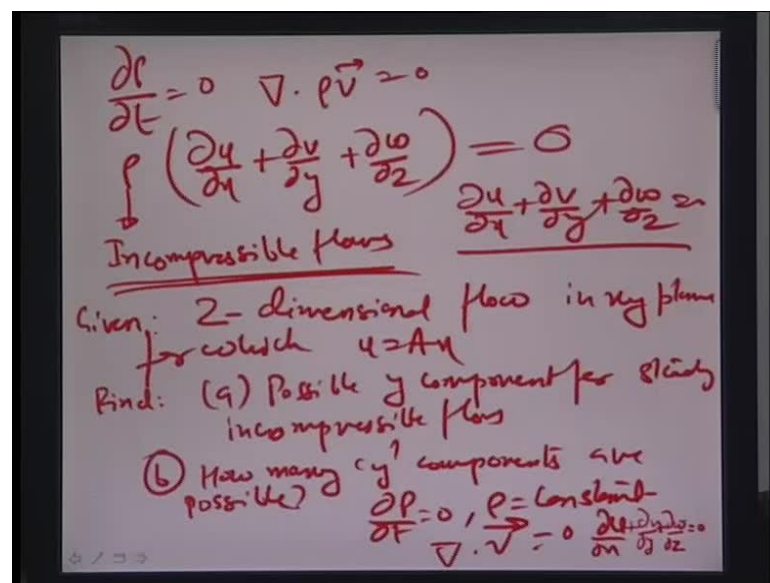 ∂ρ/∂t = 0 ∇ · ρv⃗ = 0
ρ (∂u/∂x + ∂v/∂y + ∂w/∂z) = 0
∂u/∂x + ∂v/∂y + ∂w/∂z =
Incompressible flows
Given: 2-dimensional flow in xy plane
for which u = Ax
Find: (a) Possible y component for steady
incompressible flow
(b) How many 'y' components are
possible?
∂ρ/∂t = 0, ρ = Constant
∇ · v⃗ = 0 ∂u/∂x + ∂v/∂y + ∂w/∂z = 0